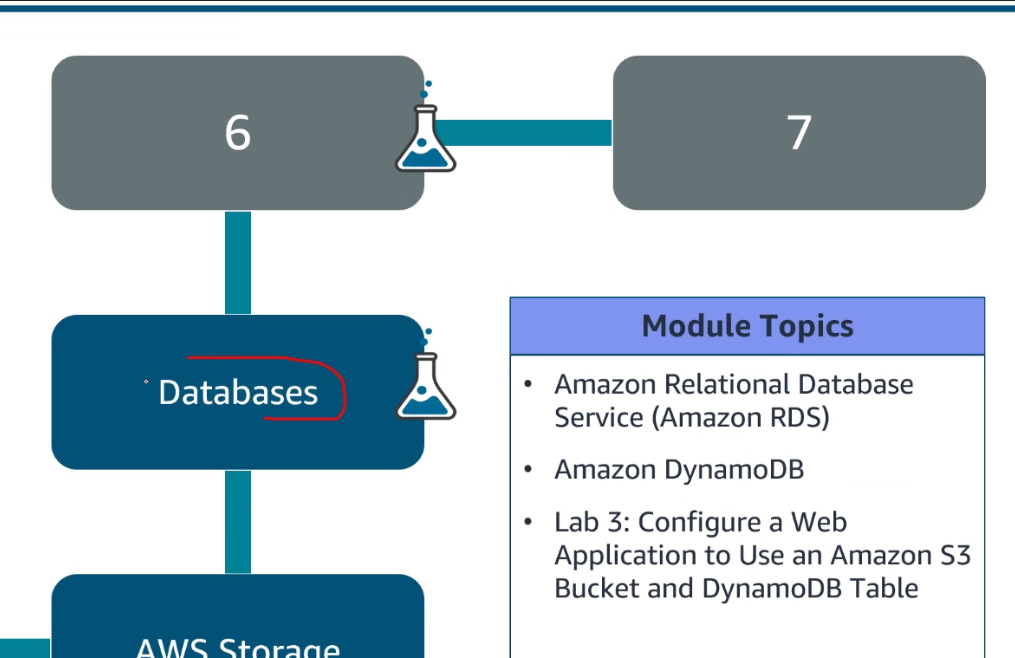 6
7
Databases
Module Topics
• Amazon Relational Database
Service (Amazon RDS)
• Amazon DynamoDB
• Lab 3: Configure a Web
Application to Use an Amazon S3
Bucket and DynamoDB Table
AWS Storage